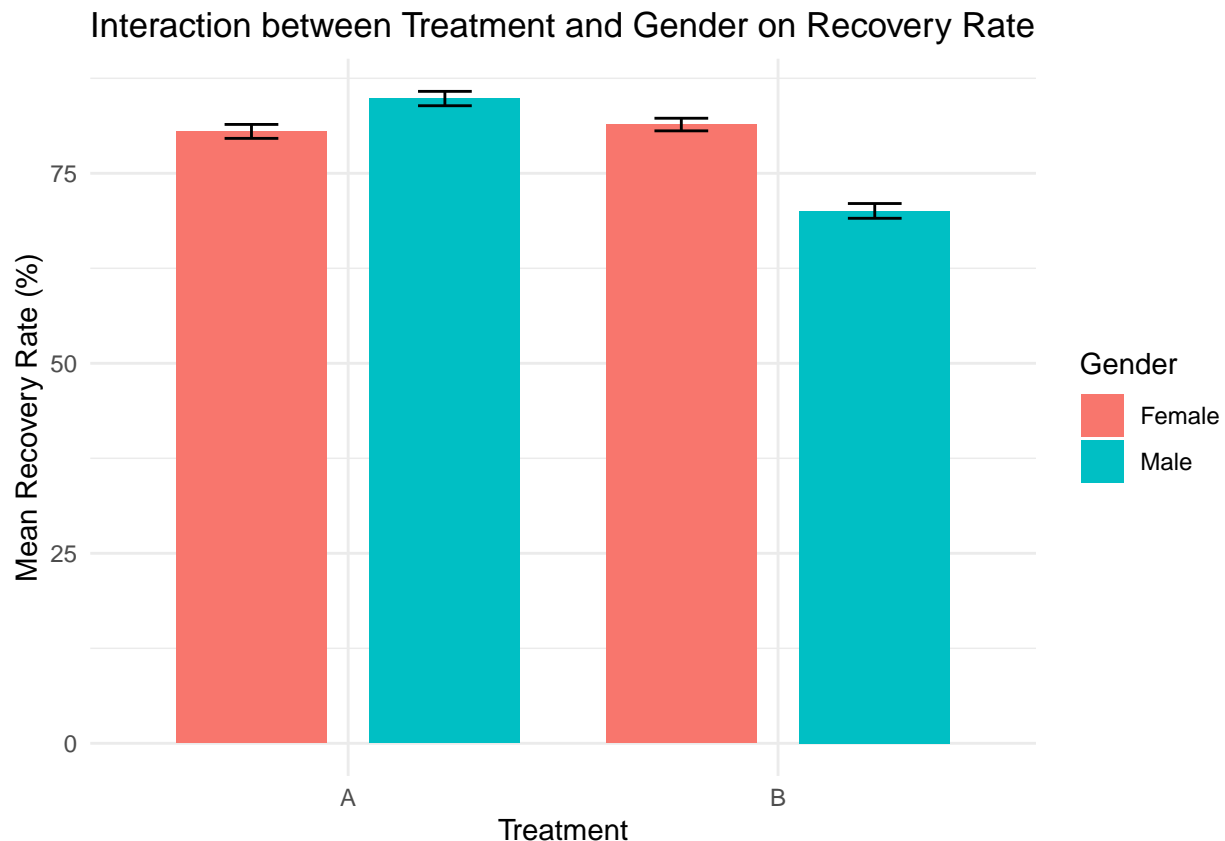 Interaction between Treatment and Gender on Recovery Rate
Mean Recovery Rate (%)
75
50
25
0
A
B
Treatment
Gender
Female
Male